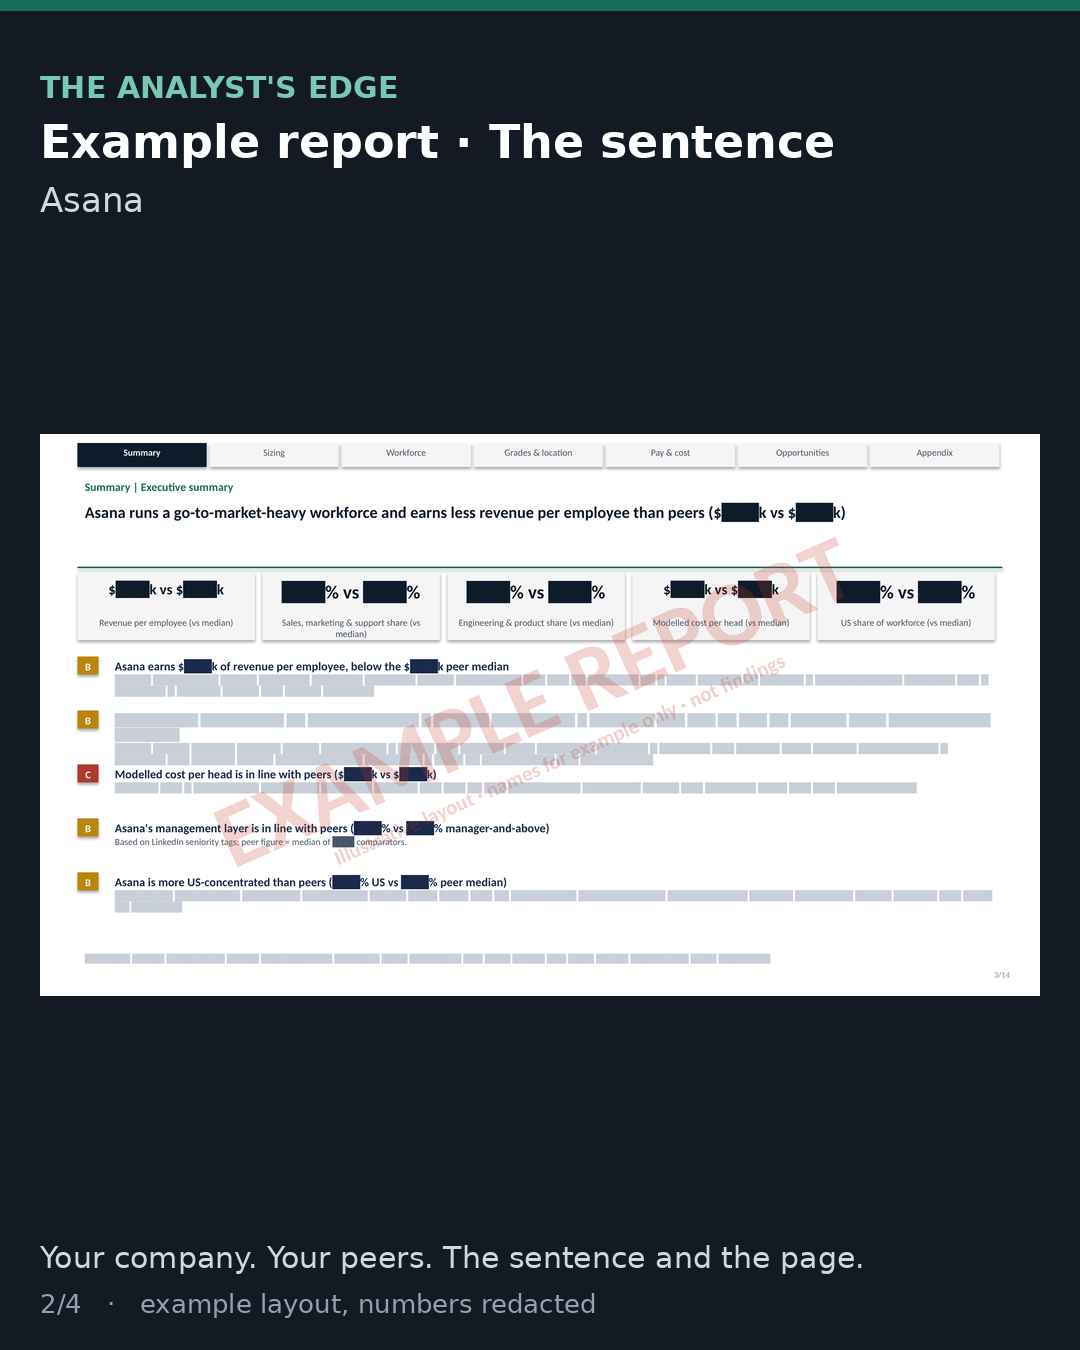 THE ANALYST'S EDGE
Example report · The sentence
Asana
Summary
Sizing
Workforce
Grades & location
Pay & cost
Opportunities
Appendix
Summary | Executive summary
Asana runs a go-to-market-heavy workforce and earns less revenue per employee than peers ($ k vs $ k)
$ k vs $ k
Revenue per employee (vs median)
% vs %
Sales, marketing & support share (vs
median)
% vs %
Engineering & product share (vs median)
$ k vs $ k
Modelled cost per head (vs median)
% vs %
US share of workforce (vs median)
EXAMPLE REPORT
Illustrative layout · names for example only · not findings
B
Asana earns $ k of revenue per employee, below the $ k peer median
B
C
Modelled cost per head is in line with peers ($ k vs $ k)
B
Asana's management layer is in line with peers ( % vs % manager-and-above)
Based on LinkedIn seniority tags; peer figure = median of comparators.
B
Asana is more US-concentrated than peers ( % US vs % peer median)
3/14
Your company. Your peers. The sentence and the page.
2/4 · example layout, numbers redacted